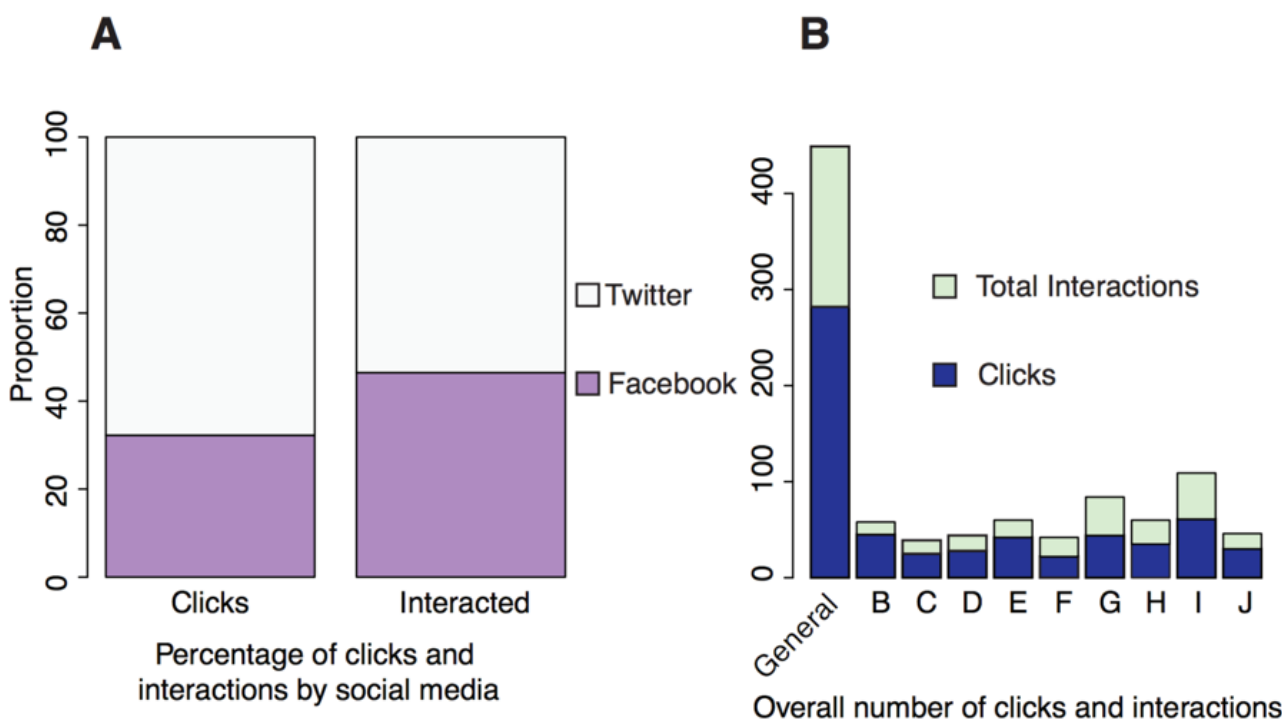 A
Proportion
0
20
40
60
80
100
Clicks
Interacted
Twitter
Facebook
Percentage of clicks and
interactions by social media
B
0
100
200
300
400
Total Interactions
Clicks
General
B
C
D
E
F
G
H
I
J
Overall number of clicks and interactions